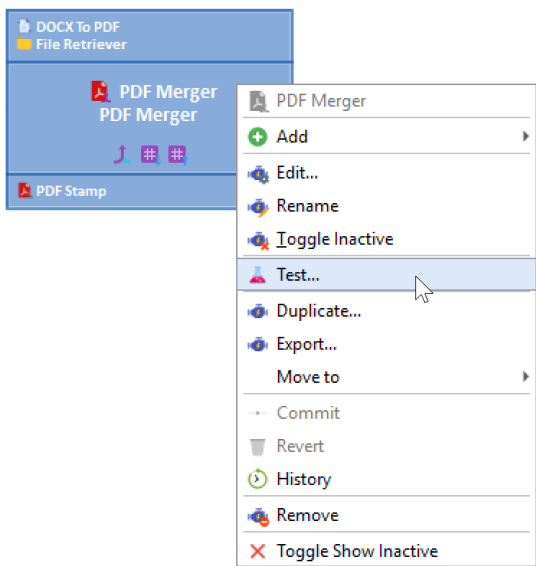 DOCX To PDF
File Retriever
PDF Merger
PDF Merger
PDF Stamp
PDF Merger
Add
Edit...
Rename
Toggle Inactive
Test...
Duplicate...
Export...
Move to
Commit
Revert
History
Remove
Toggle Show Inactive